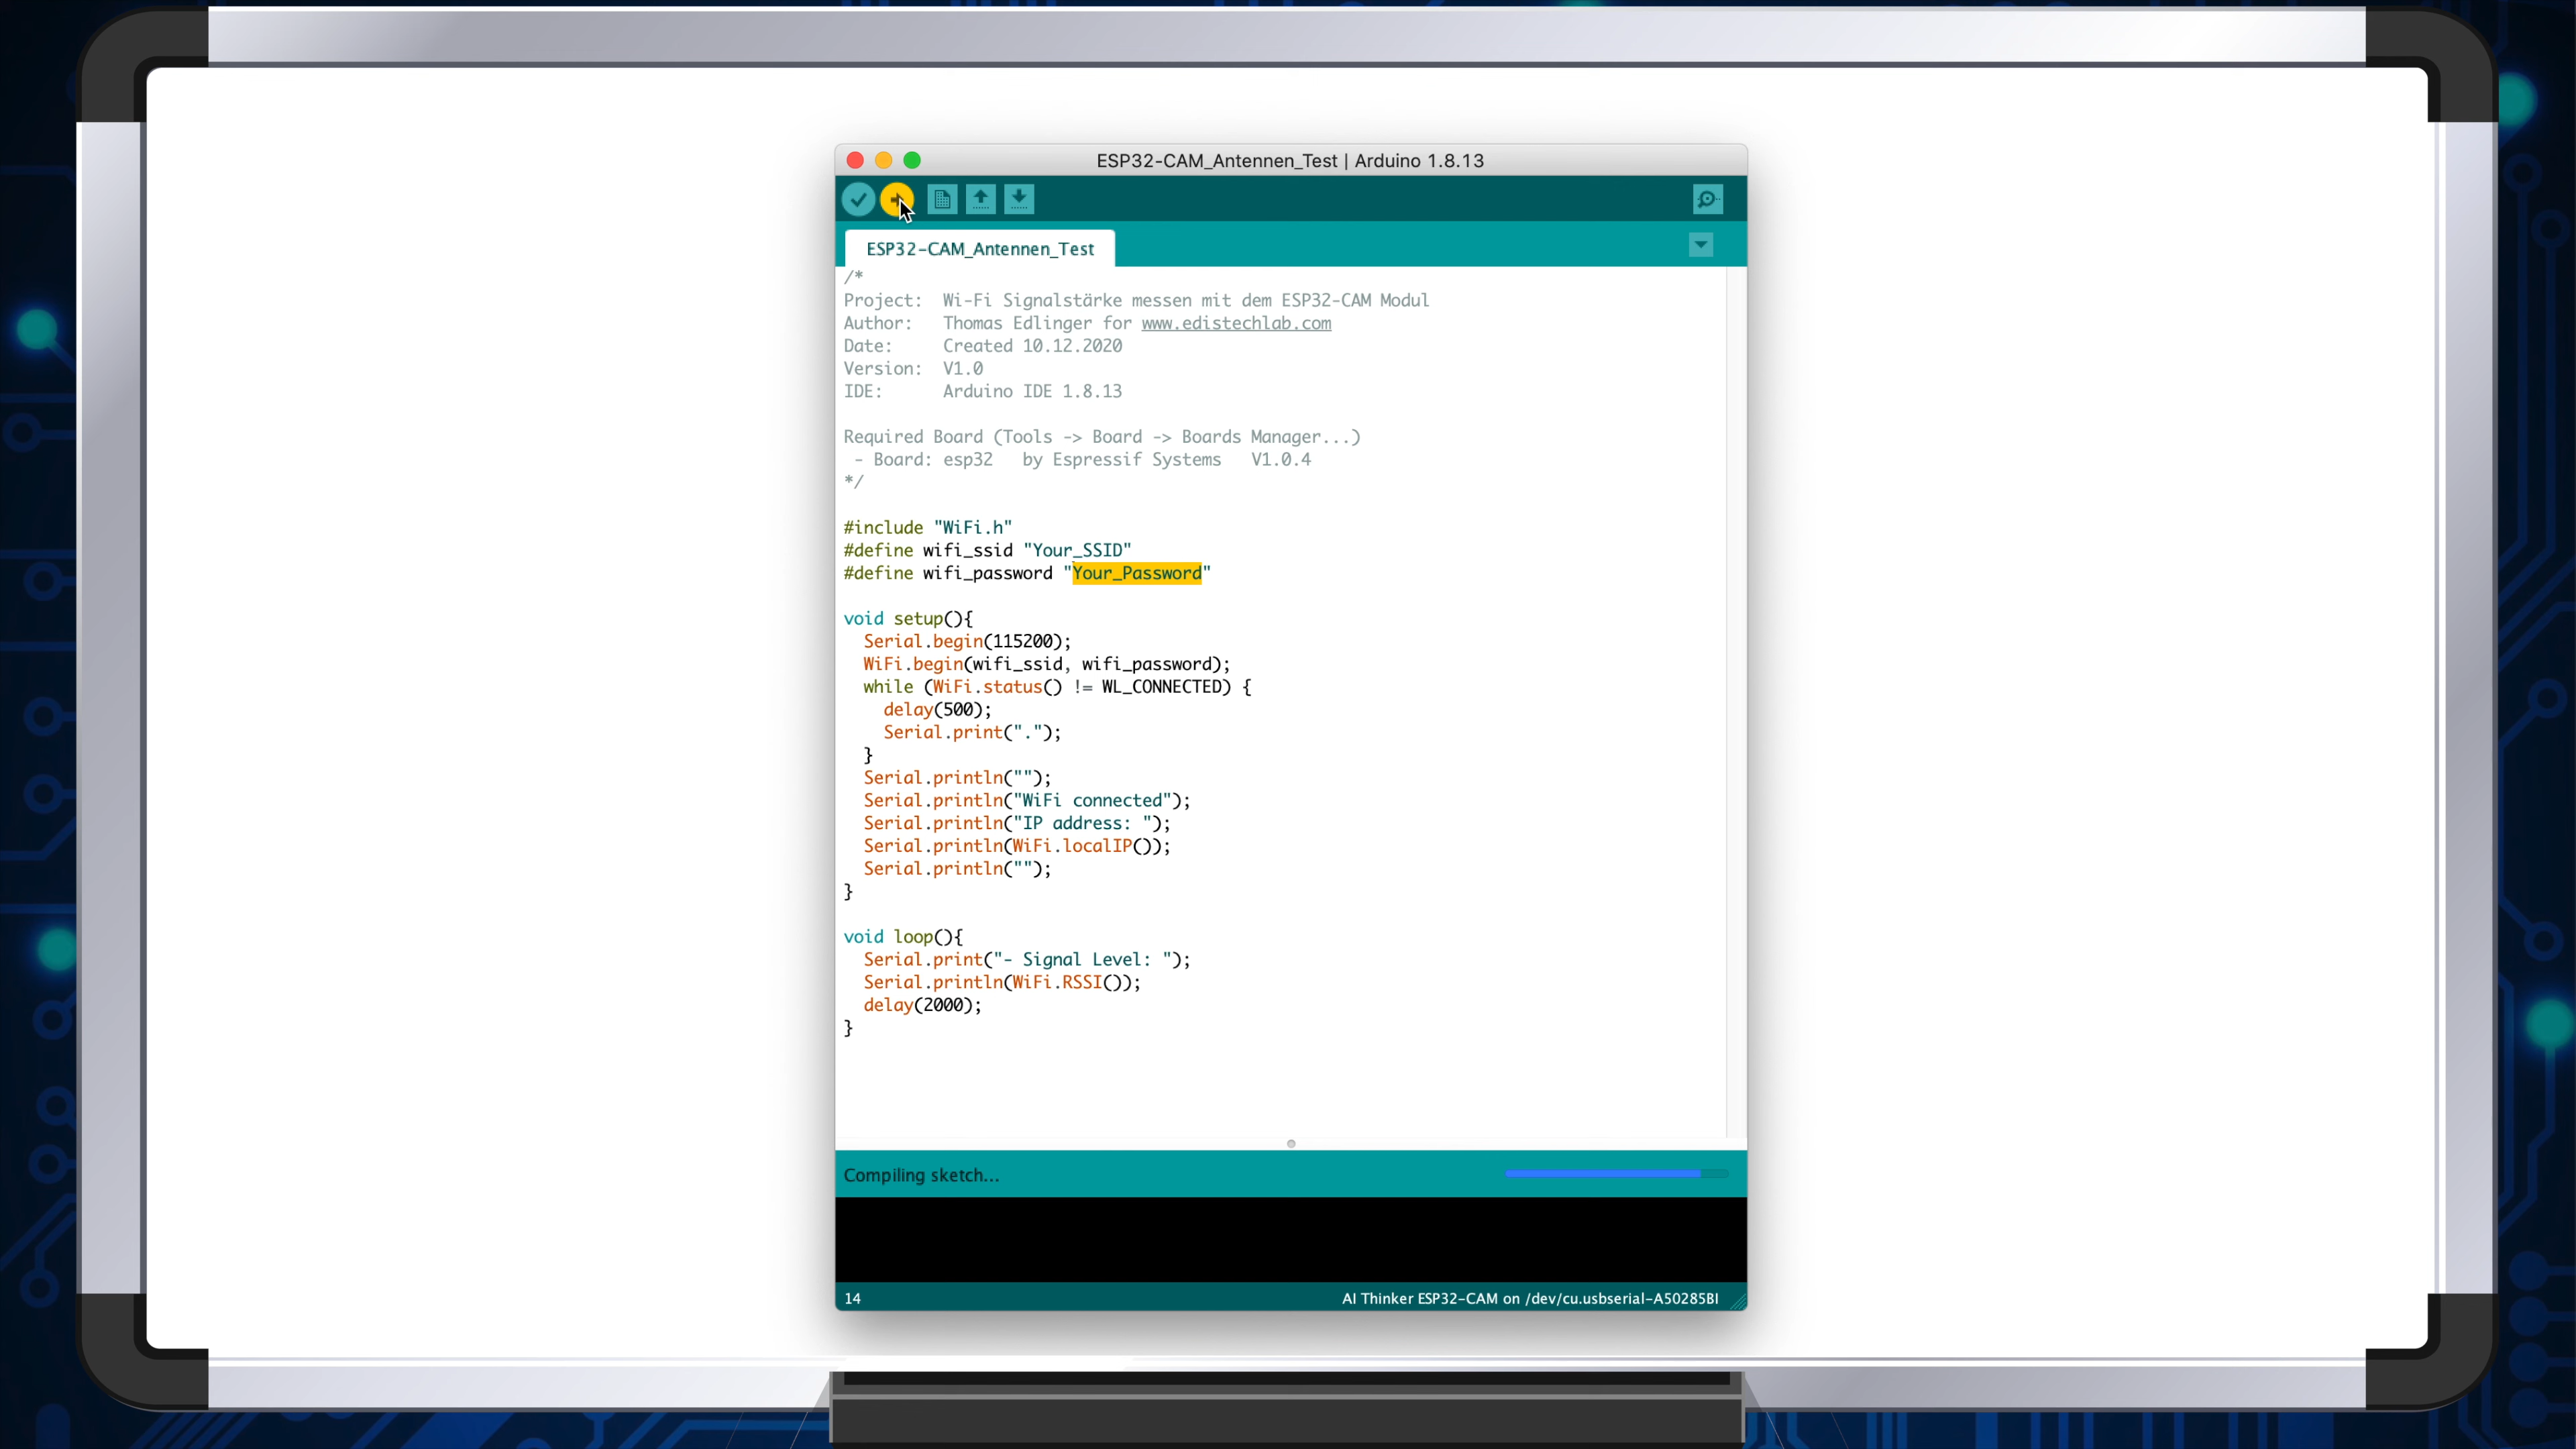 ESP32-CAM_Antennen_Test | Arduino 1.8.13
ESP32-CAM_Antennen_Test
/*
Project:  Wi-Fi Signalstärke messen mit dem ESP32-CAM Modul
Author:   Thomas Edlinger for www.edistechlab.com
Date:     Created 10.12.2020
Version:  V1.0
IDE:      Arduino IDE 1.8.13
Required Board (Tools -> Board -> Boards Manager...)
 - Board: esp32   by Espressif Systems   V1.0.4
*/
#include "WiFi.h"
#define wifi_ssid "Your_SSID"
#define wifi_password "Your_Password"
void setup(){
  Serial.begin(115200);
  WiFi.begin(wifi_ssid, wifi_password);
  while (WiFi.status() != WL_CONNECTED) {
    delay(500);
    Serial.print(".");
  }
  Serial.println("");
  Serial.println("WiFi connected");
  Serial.println("IP address: ");
  Serial.println(WiFi.localIP());
  Serial.println("");
}
void loop(){
  Serial.print("- Signal Level: ");
  Serial.println(WiFi.RSSI());
  delay(2000);
}
Compiling sketch...
14 AI Thinker ESP32-CAM on /dev/cu.usbserial-A50285BI